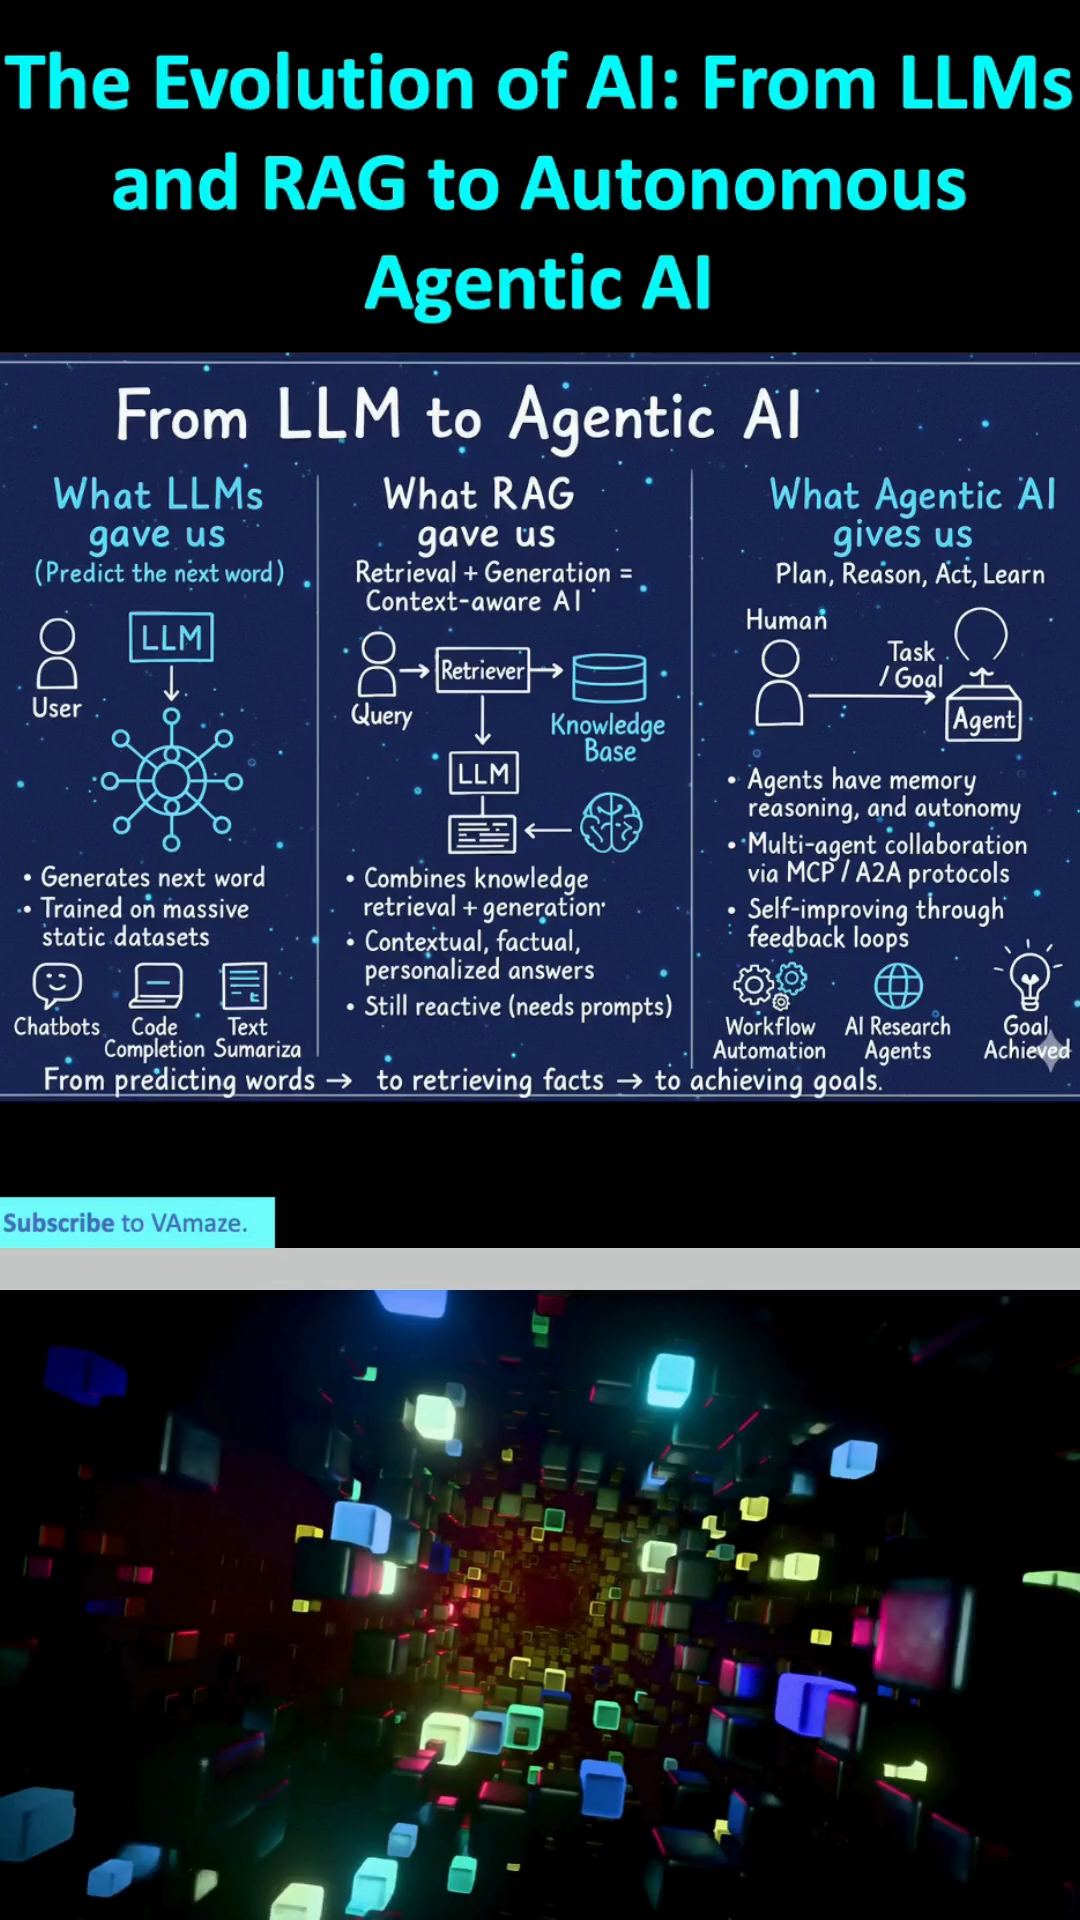 The Evolution of AI: From LLMs
and RAG to Autonomous
Agentic AI
From LLM to Agentic AI
What LLMs
gave us
(Predict the next word)
LLM
User
• Generates next word
• Trained on massive
static datasets
Chatbots
Code
Completion
Text
Sumariza
What RAG
gave us
Retrieval + Generation =
Context-aware AI
Retriever
Query
Knowledge
Base
LLM
• Combines knowledge
retrieval + generation
• Contextual, factual,
personalized answers
• Still reactive (needs prompts)
What Agentic AI
gives us
Plan, Reason, Act, Learn
Human
Task
/ Goal
Agent
• Agents have memory
reasoning, and autonomy
• Multi-agent collaboration
via MCP / A2A protocols
• Self-improving through
feedback loops
Workflow
Automation
AI Research
Agents
Goal
Achieved
From predicting words → to retrieving facts → to achieving goals.
Subscribe to VAmaze.